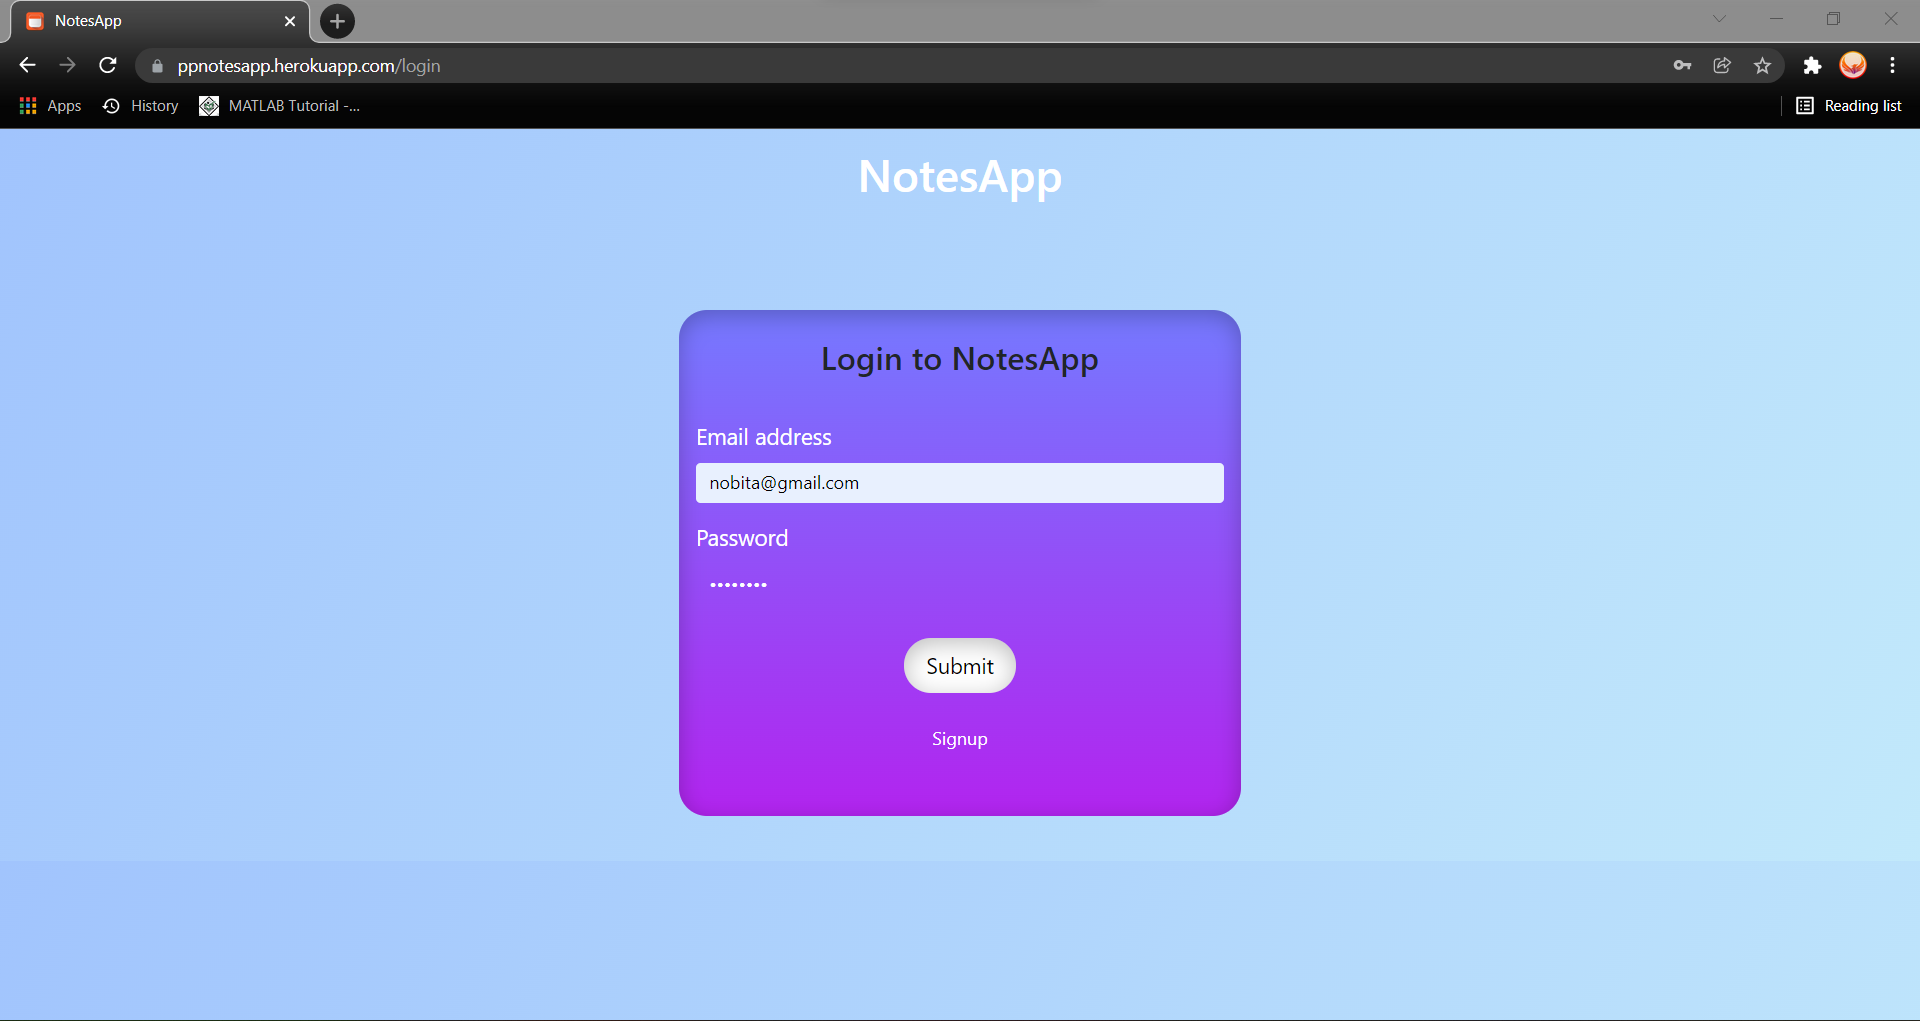 NotesApp
ppnotesapp.herokuapp.com/login
Apps History MATLAB Tutorial -... Reading list
NotesApp
Login to NotesApp
Email address
nobita@gmail.com
Password
••••••••
Submit
Signup